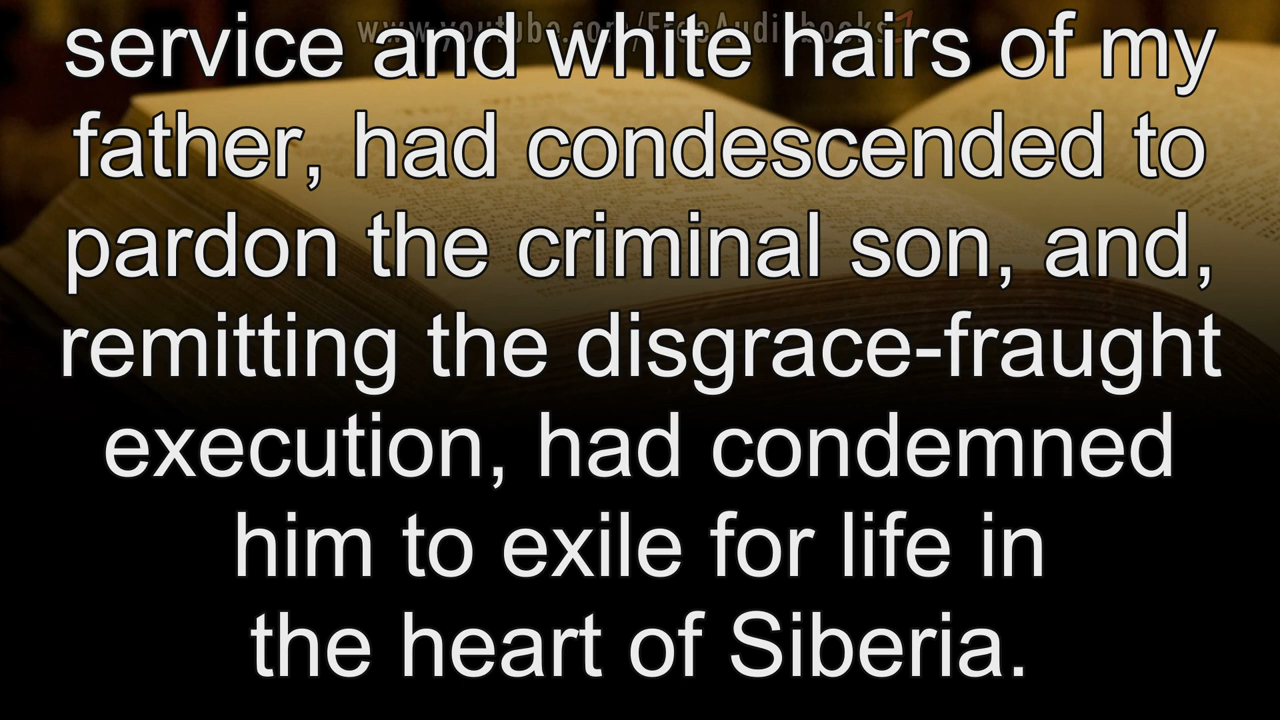 www.youtube.com/FreeAudiobooks1
service and white hairs of my
father, had condescended to
pardon the criminal son, and,
remitting the disgrace-fraught
execution, had condemned
him to exile for life in
the heart of Siberia.